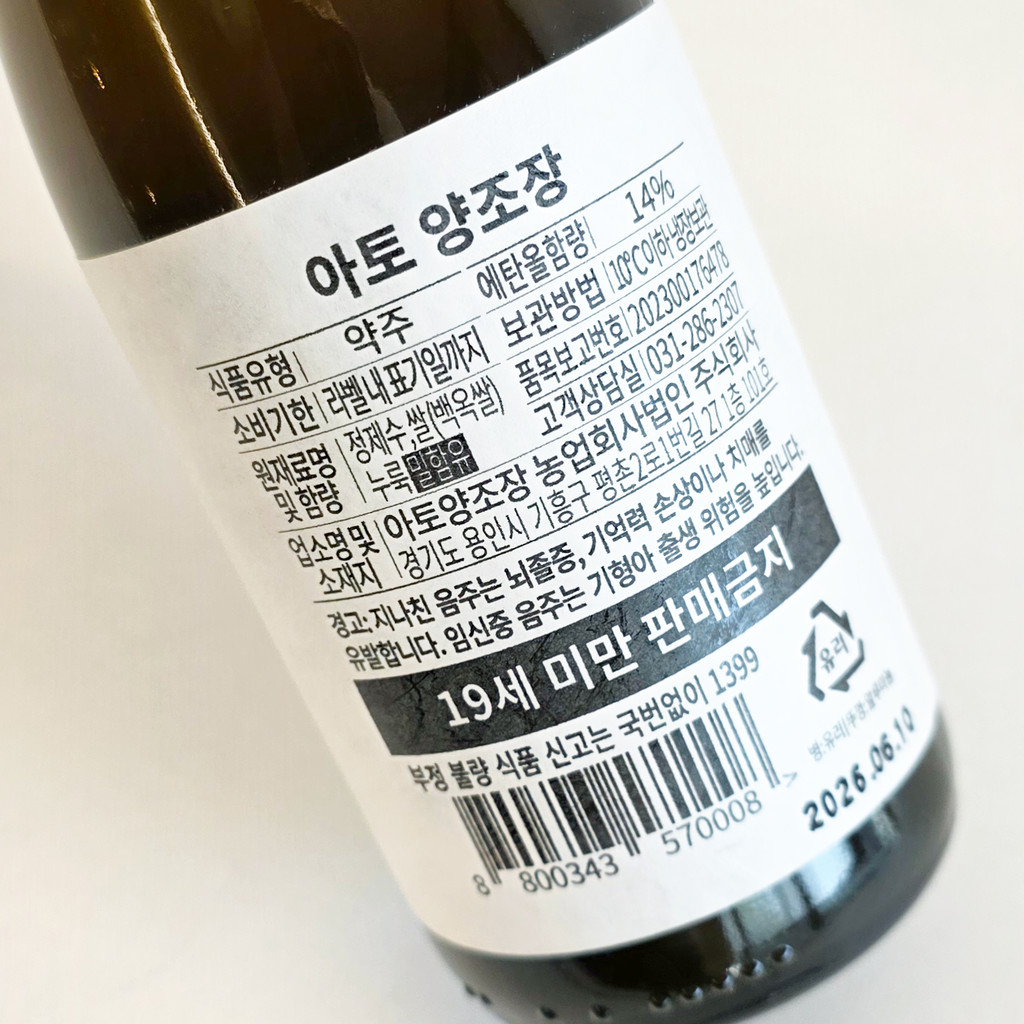 아토 양조장
식품유형 약주 에탄올함량 14%
소비기한 라벨내 표기일까지 보관방법 10℃이하 냉장보관
원재료명 및 함량 정제수, 쌀(백옥쌀) 누룩 밀함유
품목보고번호 202300176478
고객상담실 031-286-2307
업소명 및 소재지 아토양조장 농업회사법인 주식회사
경기도 용인시 기흥구 평촌2로1번길 27 1층 101호
경고: 지나친 음주는 뇌졸중, 기억력 손상이나 치매를
유발합니다. 임신중 음주는 기형아 출생 위험을 높입니다.
19세 미만 판매금지
부정 불량 식품 신고는 국번없이 1399
유리
병:유리/뚜껑:
2026.06.10
8 800343 570008 >